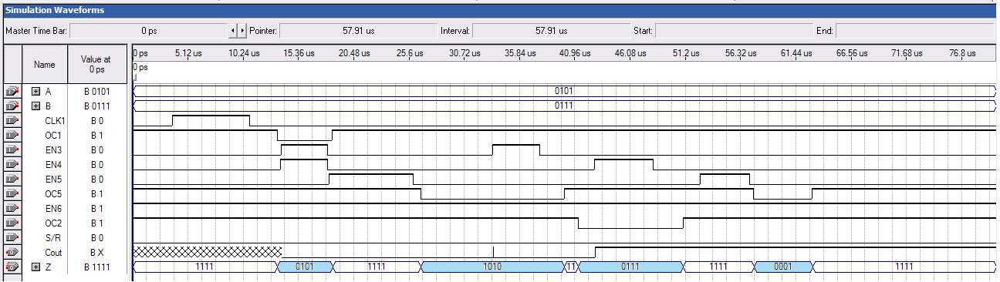 Simulation Waveforms
Master Time Bar: 0 ps Pointer: 57.91 us Interval: 57.91 us Start: End:
Name Value at 0 ps 0 ps 5.12 us 10.24 us 15.36 us 20.48 us 25.6 us 30.72 us 35.84 us 40.96 us 46.08 us 51.2 us 56.32 us 61.44 us 66.56 us 71.68 us 76.8 us
0 ps
A B 0101 0101
B B 0111 0111
CLK1 B 0
OC1 B 1
EN3 B 0
EN4 B 0
EN5 B 0
OC5 B 1
EN6 B 1
OC2 B 1
S/R B 0
Cout B X
Z B 1111 1111 0101 1111 1010 11 0111 1111 0001 1111